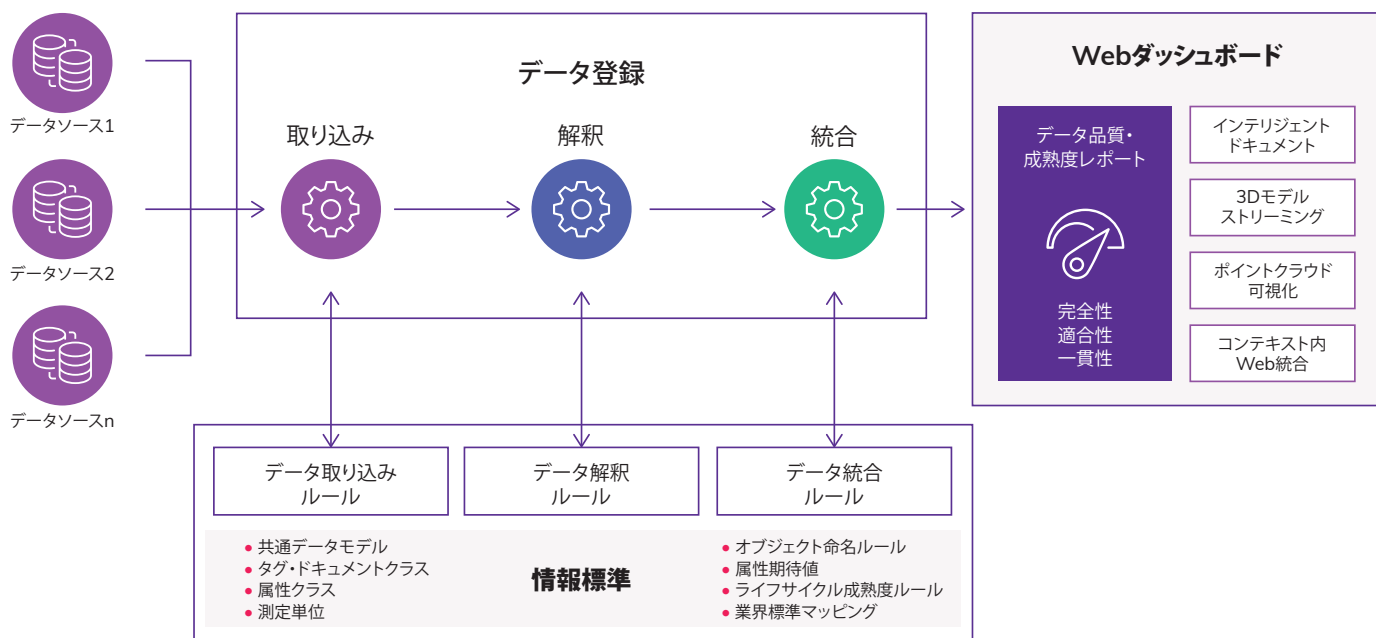 データソース1
データソース2
データソースn
データ登録
取り込み
解釈
統合
Webダッシュボード
データ品質・
成熟度レポート
完全性
適合性
一貫性
インテリジェント
ドキュメント
3Dモデル
ストリーミング
ポイントクラウド
可視化
コンテキスト内
Web統合
データ取り込み
ルール
データ解釈
ルール
データ統合
ルール
• 共通データモデル
• タグ・ドキュメントクラス
• 属性クラス
• 測定単位
情報標準
• オブジェクト命名ルール
• 属性期待値
• ライフサイクル成熟度ルール
• 業界標準マッピング